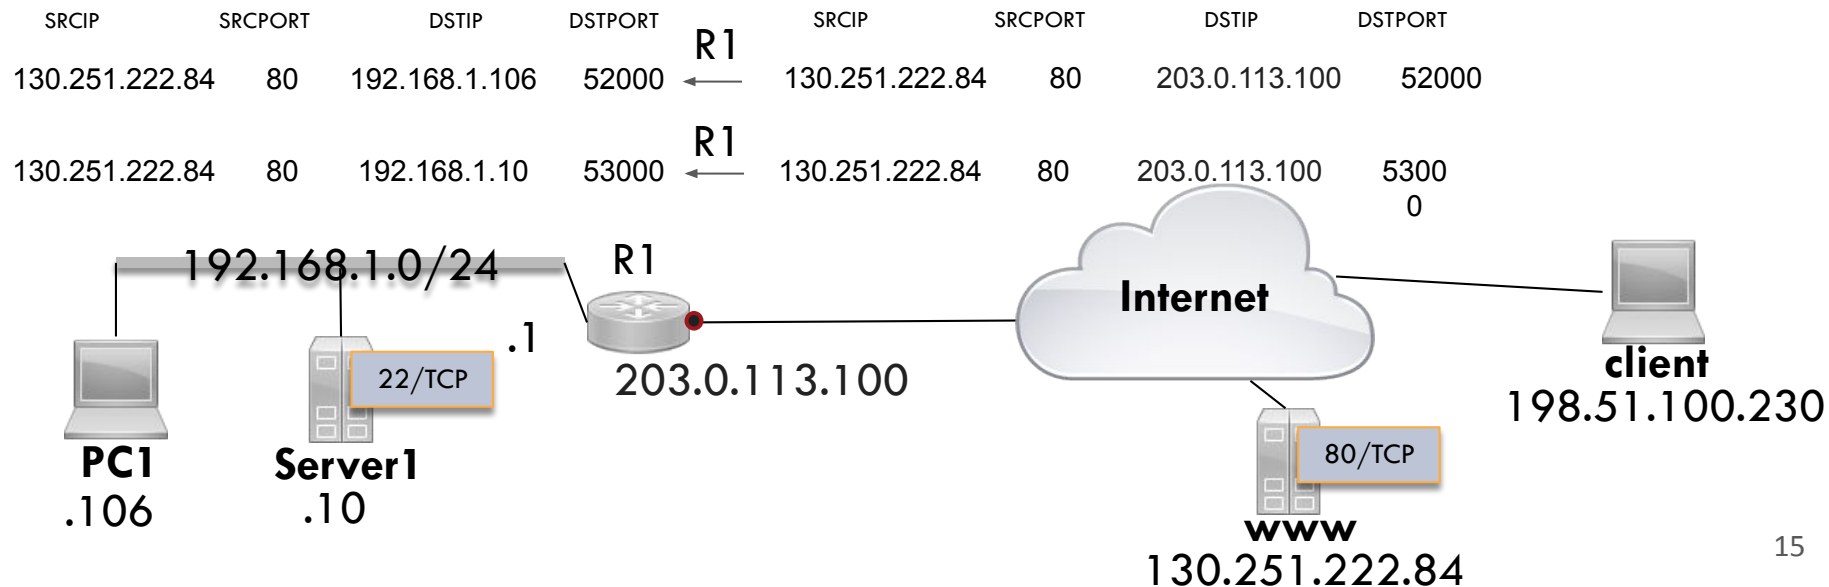 SRCIP SRCPORT DSTIP DSTPORT SRCIP SRCPORT DSTIP DSTPORT
R1
130.251.222.84 80 192.168.1.106 52000 130.251.222.84 80 203.0.113.100 52000
R1
130.251.222.84 80 192.168.1.10 53000 130.251.222.84 80 203.0.113.100 5300
0
192.168.1.0/24
R1
Internet
.1
22/TCP
203.0.113.100
client
198.51.100.230
PC1
.106
Server1
.10
80/TCP
www
130.251.222.84
15